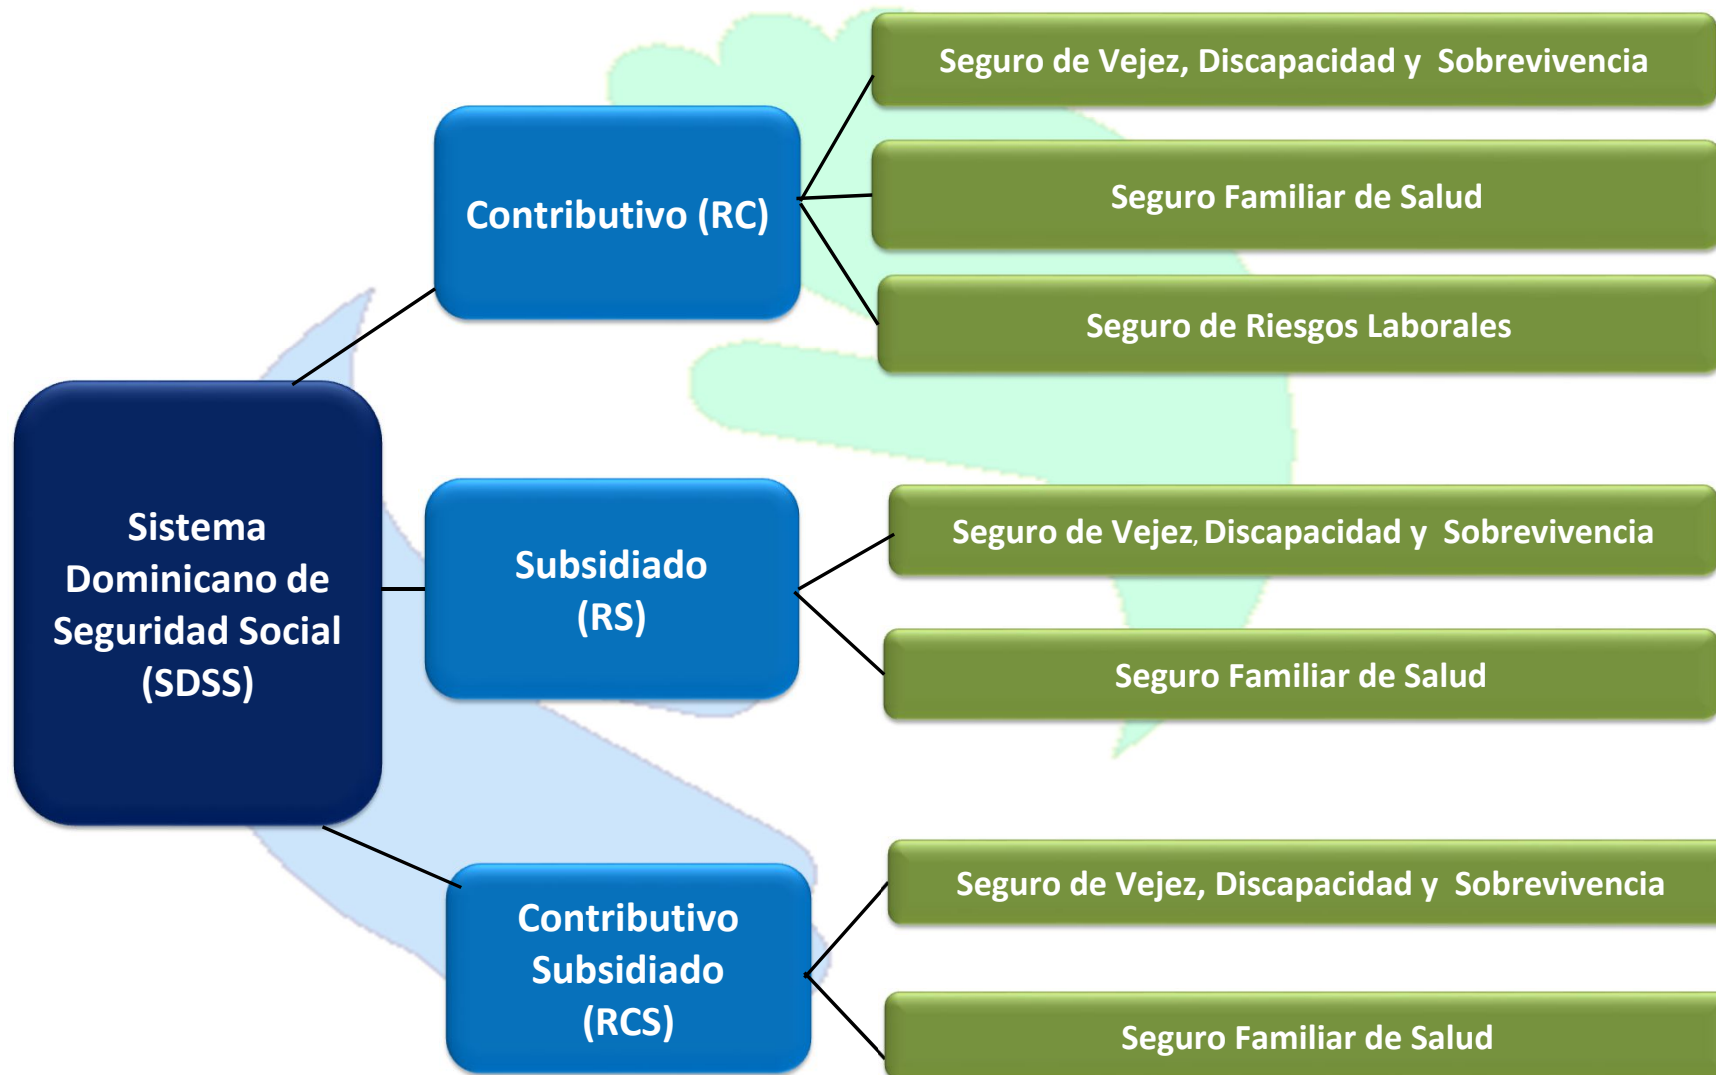 Sistema
Dominicano de
Seguridad Social
(SDSS)
Contributivo (RC)
Seguro de Vejez, Discapacidad y Sobrevivencia
Seguro Familiar de Salud
Seguro de Riesgos Laborales
Subsidiado
(RS)
Seguro de Vejez, Discapacidad y Sobrevivencia
Seguro Familiar de Salud
Contributivo
Subsidiado
(RCS)
Seguro de Vejez, Discapacidad y Sobrevivencia
Seguro Familiar de Salud